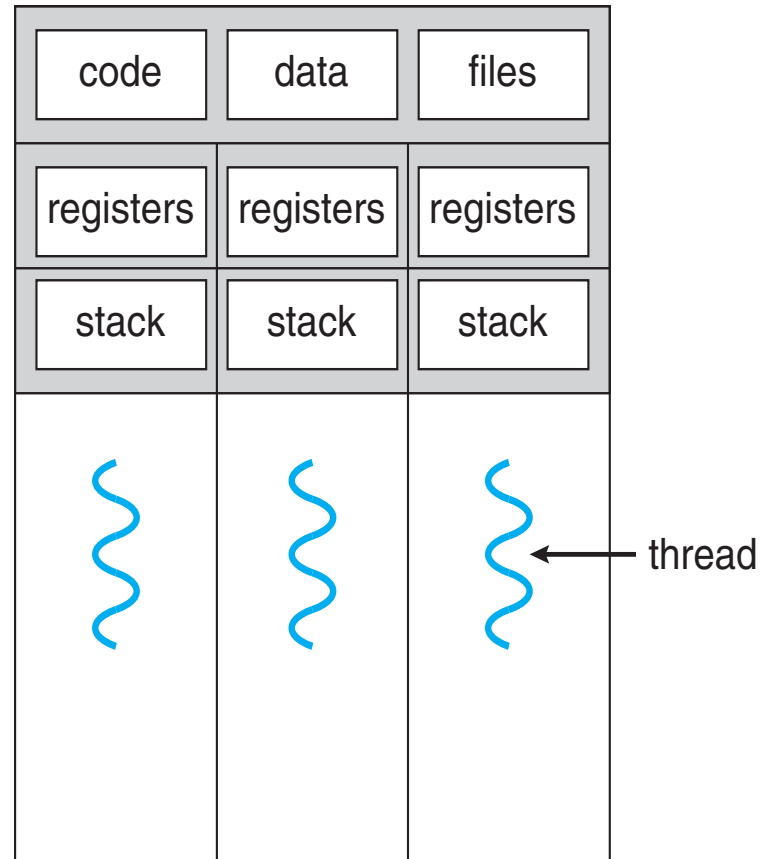 code data files
registers registers registers
stack stack stack
thread